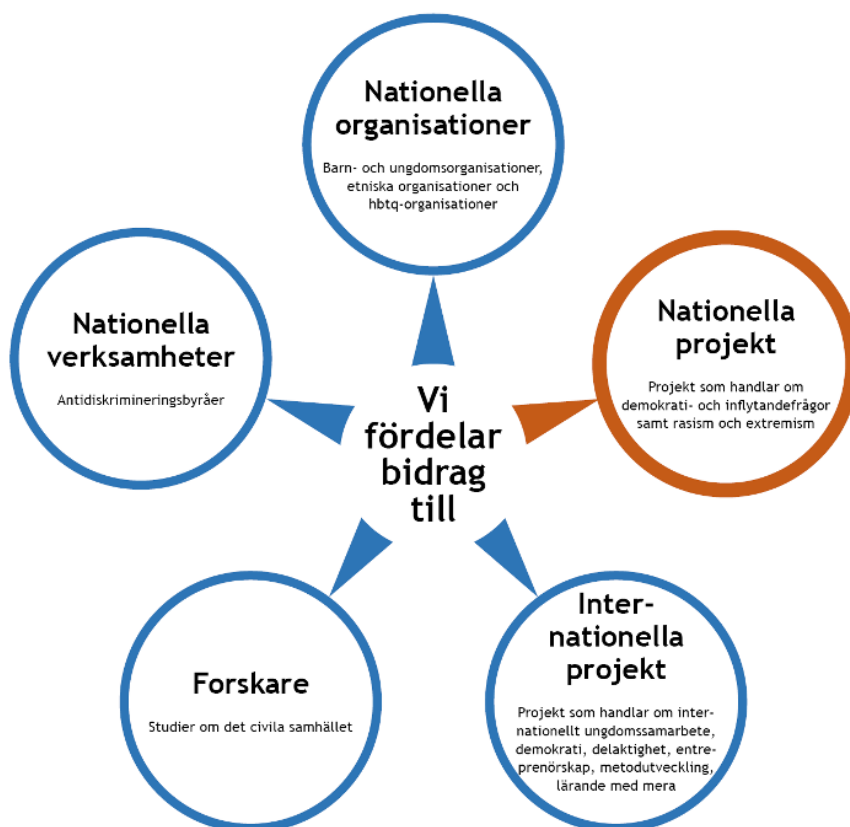 Nationella
organisationer
Barn- och ungdomsorganisationer,
etniska organisationer och
hbtq-organisationer
Nationella
verksamheter
Antidiskrimineringsbyråer
Nationella
projekt
Projekt som handlar om
demokrati- och inflytandefrågor
samt rasism och extremism
Vi
fördelar
bidrag
till
Forskare
Studier om det civila samhället
Inter-
nationella
projekt
Projekt som handlar om inter-
nationellt ungdomssamarbete,
demokrati, delaktighet, entre-
prenörskap, metodutveckling,
lärande med mera